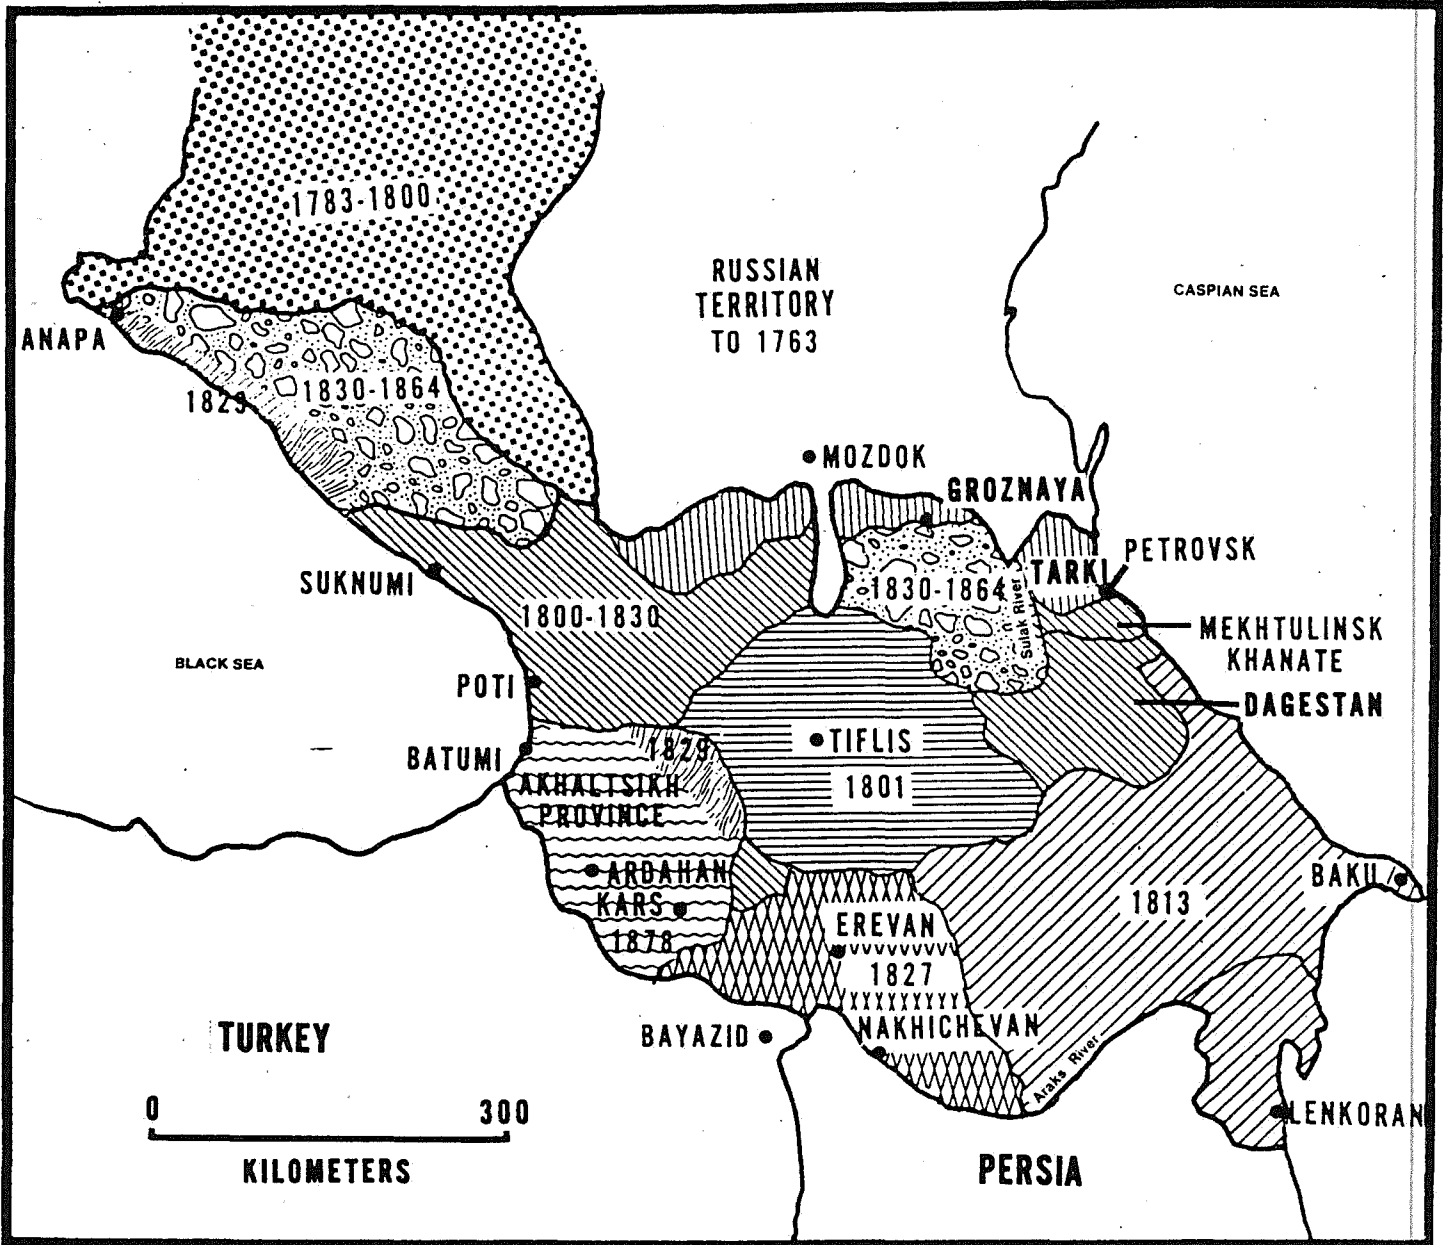 1783-1800
RUSSIAN
TERRITORY
TO 1763
CASPIAN SEA
ANAPA
1829
1830-1864
MOZDOK
GROZNAYA
PETROVSK
TARKI
SUKNUMI
1800-1830
1830-1864
Sulak River
MEKHTULINSK
KHANATE
BLACK SEA
POTI
DAGESTAN
BATUMI
1829
TIFLIS
1801
AKHALTSIKH
PROVINCE
ARDAHAN
KARS
1878
EREVAN
1827
1813
BAKU
NAKHICHEVAN
TURKEY
BAYAZID
Araks River
LENKORAN
0 300
KILOMETERS
PERSIA